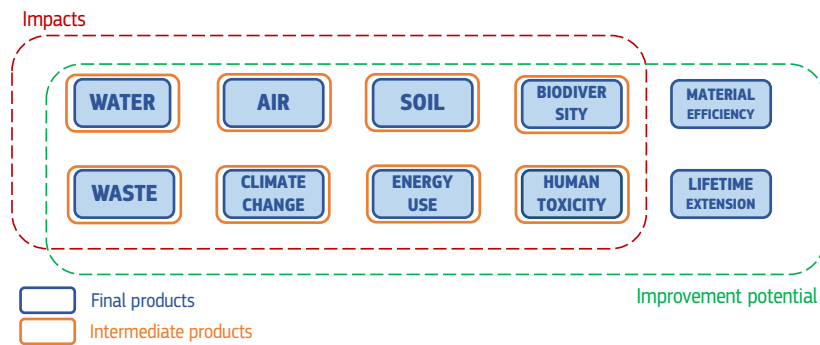 Impacts
WATER
AIR
SOIL
BIODIVER
SITY
MATERIAL
EFFICIENCY
WASTE
CLIMATE
CHANGE
ENERGY
USE
HUMAN
TOXICITY
LIFETIME
EXTENSION
Final products
Improvement potential
Intermediate products